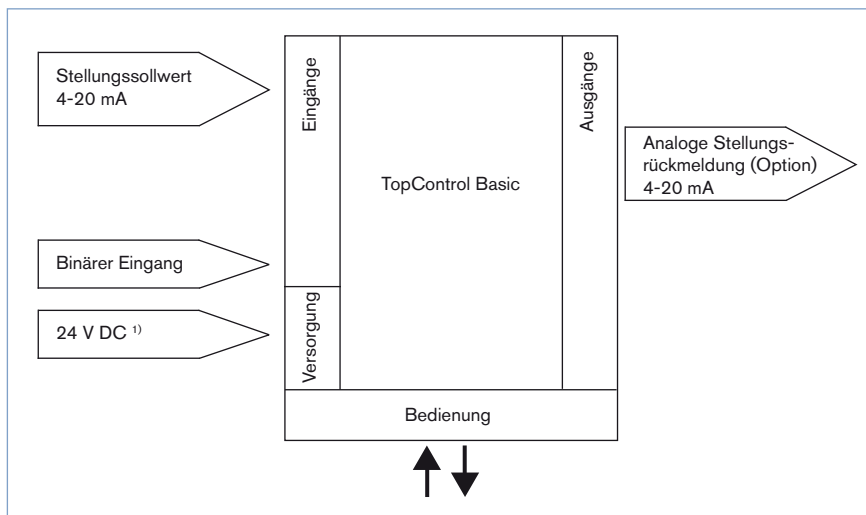 Stellungssollwert
4-20 mA
Eingänge
Ausgänge
Analoge Stellungs-
rückmeldung (Option)
4-20 mA
TopControl Basic
Binärer Eingang
24 V DC ¹⁾
Versorgung
Bedienung